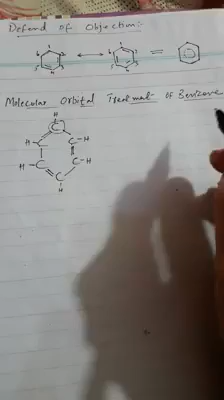 Defend of Objection:-
Molecular Orbital Treatment of Benzene
H
C
H-C C-H
H-C C-H
C
H